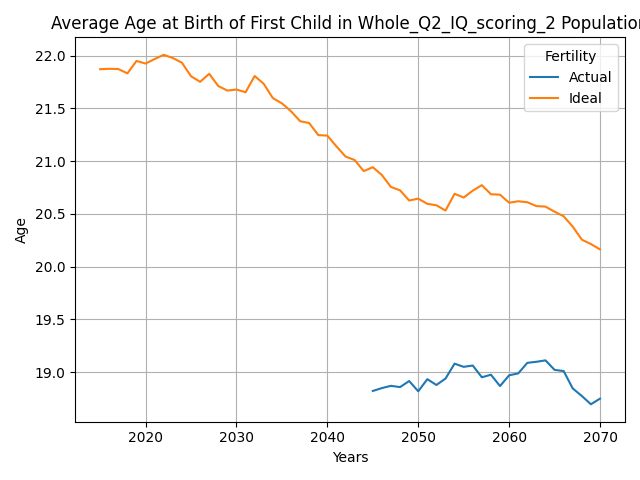 Average Age at Birth of First Child in Whole_Q2_IQ_scoring_2 Population
Fertility
Actual
Ideal
22.0
21.5
21.0
20.5
20.0
19.5
19.0
Age
2020 2030 2040 2050 2060 2070
Years